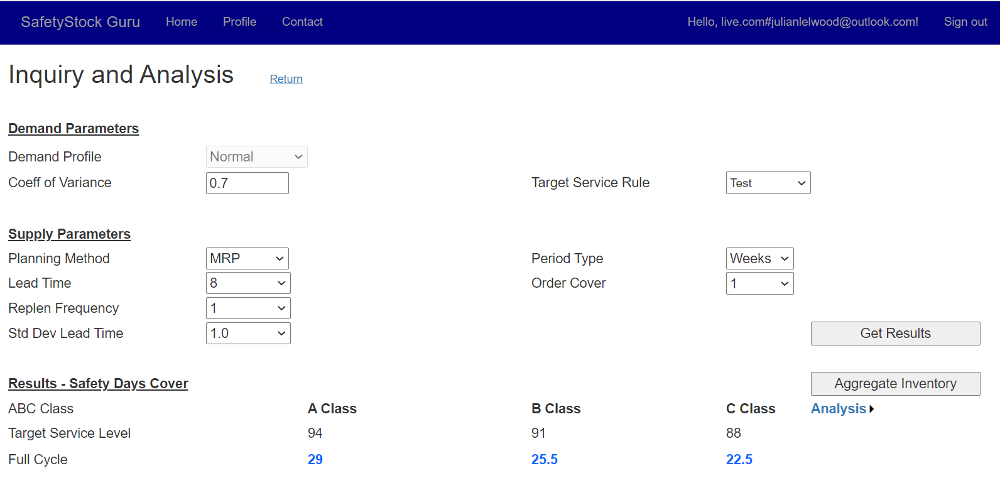 SafetyStock Guru Home Profile Contact Hello, live.com#julianlelwood@outlook.com! Sign out
Inquiry and Analysis Return
Demand Parameters
Demand Profile Normal
Coeff of Variance 0.7 Target Service Rule Test
Supply Parameters
Planning Method MRP Period Type Weeks
Lead Time 8 Order Cover 1
Replen Frequency 1
Std Dev Lead Time 1.0 Get Results
Results - Safety Days Cover Aggregate Inventory
ABC Class A Class B Class C Class Analysis
Target Service Level 94 91 88
Full Cycle 29 25.5 22.5